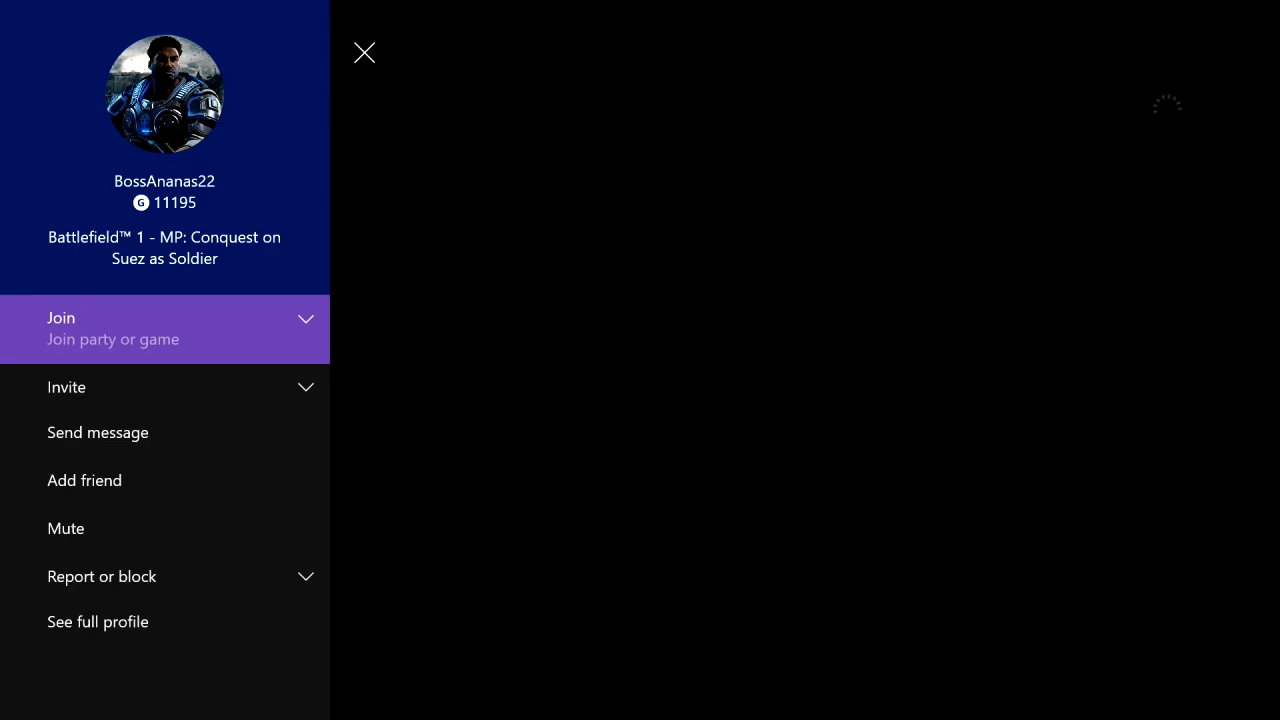 BossAnanas22
G 11195
Battlefield™ 1 - MP: Conquest on
Suez as Soldier
Join
Join party or game
Invite
Send message
Add friend
Mute
Report or block
See full profile